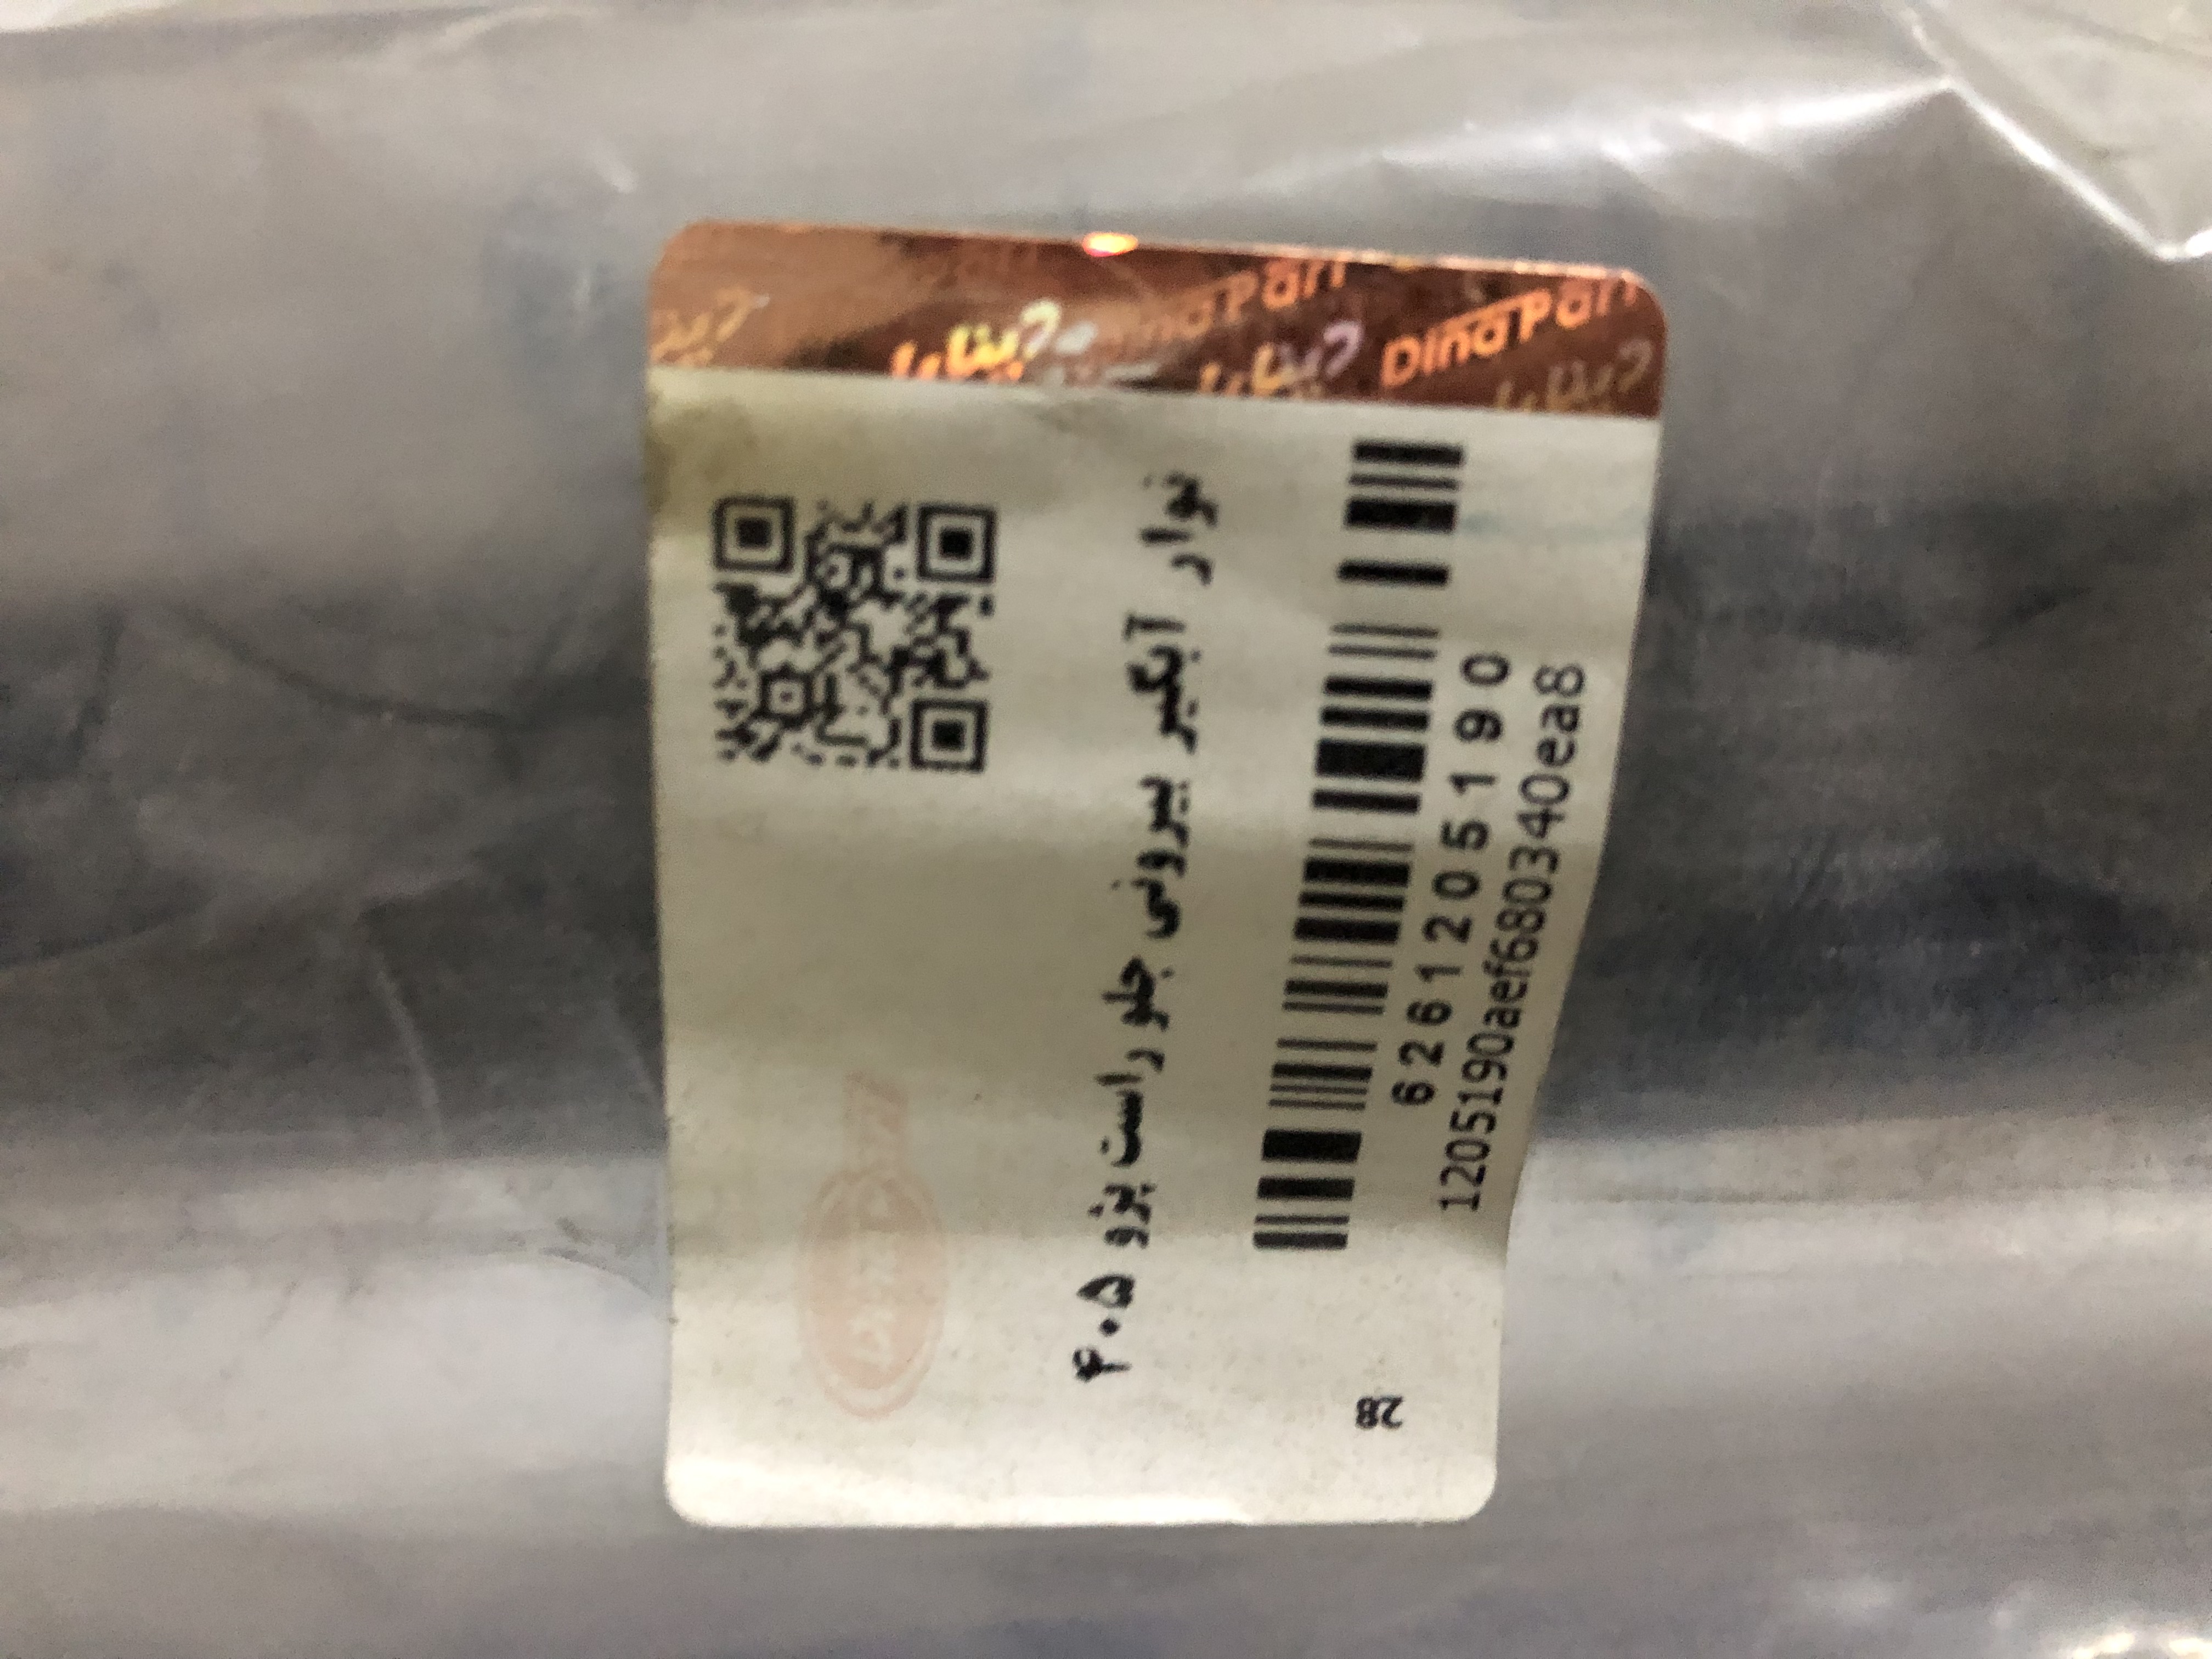 دیناپارت DinaPart
نوار آبگیر بیرونی جلو راست پژو ۴۰۵
6261205190
1205190aef680340ea8
28